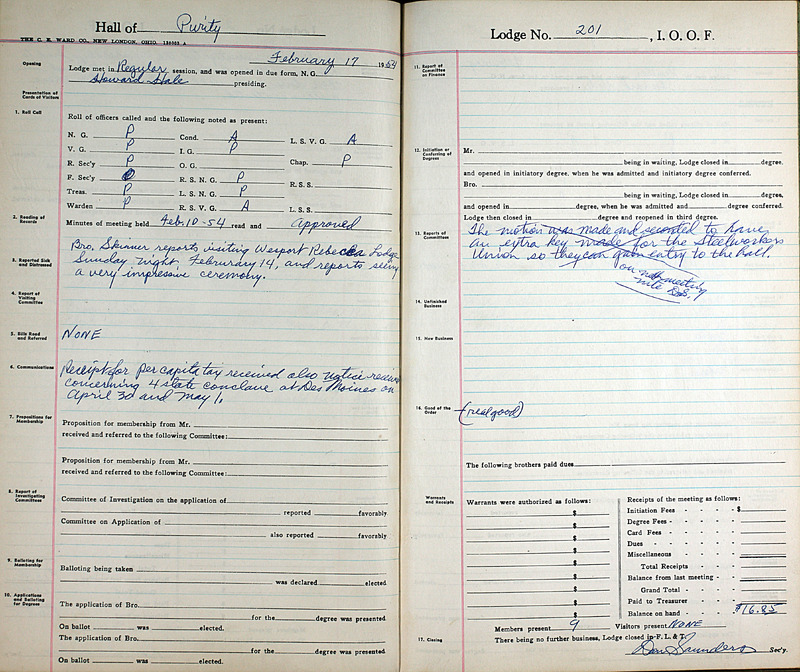 Hall of Purity
THE C. E. WARD CO., NEW LONDON, OHIO.
February 17 1954
Opening
Lodge met in Regular session, and was opened in due form, N. G.
Howard Hale presiding.
Presentation of Cards of Visitors
1. Roll Call
Roll of officers called and the following noted as present:
N. G. P Cond. A L. S. V. G. A
V. G. P I. G. P
R. Sec'y P O. G. Chap. P
F. Sec'y P R. S. N. G. P R. S. S.
Treas. P L. S. N. G. P
Warden P R. S. V. G. A L. S. S.
2. Reading of Records
Minutes of meeting held Feb. 10-54 read and Approved
Bro. Skinner reports visiting Wesport Rebecca Lodge
3. Reported Sick and Distressed
Sunday night Februrary 14, and reports seeing
a very impressive ceremony.
4. Report of Visiting Committee
5. Bills Read and Referred
NONE
6. Communications
Receipt for per capita tax received also notice
concerning 4 state conclave at Des Moines on
April 30 and May 1.
7. Propositions for Membership
Proposition for membership from Mr.
received and referred to the following Committee:
Proposition for membership from Mr.
received and referred to the following Committee:
8. Report of Investigating Committees
Committee of Investigation on the application of
reported favorably
Committee on Application of
also reported favorably
9. Balloting for Membership
Balloting being taken
was declared elected
10. Applications and Balloting for Degrees
The application of Bro. for the degree was presented
On ballot was elected.
The application of Bro. for the degree was presented
On ballot was elected.
Lodge No. 201, I. O. O. F.
11. Report of Committee on Finance
12. Initiation or Conferring of Degrees
Mr.
being in waiting, Lodge closed in degree,
and opened in initiatory degree, when he was admitted and initiatory degree conferred.
Bro.
being in waiting, Lodge closed in degree,
and opened in degree, when he was admitted and degree conferred.
Lodge then closed in degree and reopened in third degree.
13. Reports of Committees
The motion was made and seconded to have
an extra key made for the Steelworkers
Union so they can gain entry to the hall.
on
nite
14. Unfinished Business
15. New Business
16. Good of the Order
(real good)
The following brothers paid dues
Warrants and Receipts
Warrants were authorized as follows:
$
$
$
$
$
$
$
$
$
Receipts of the meeting as follows:
Initiation Fees $
Degree Fees
Card Fees
Dues
Miscellaneous
Total Receipts
Balance from last meeting
Grand Total
Paid to Treasurer
Balance on hand $16.85
Members present 9 Visitors present NONE
17. Closing
There being no further business, Lodge closed in F. L. & T.
Don Saunders Sec'y.